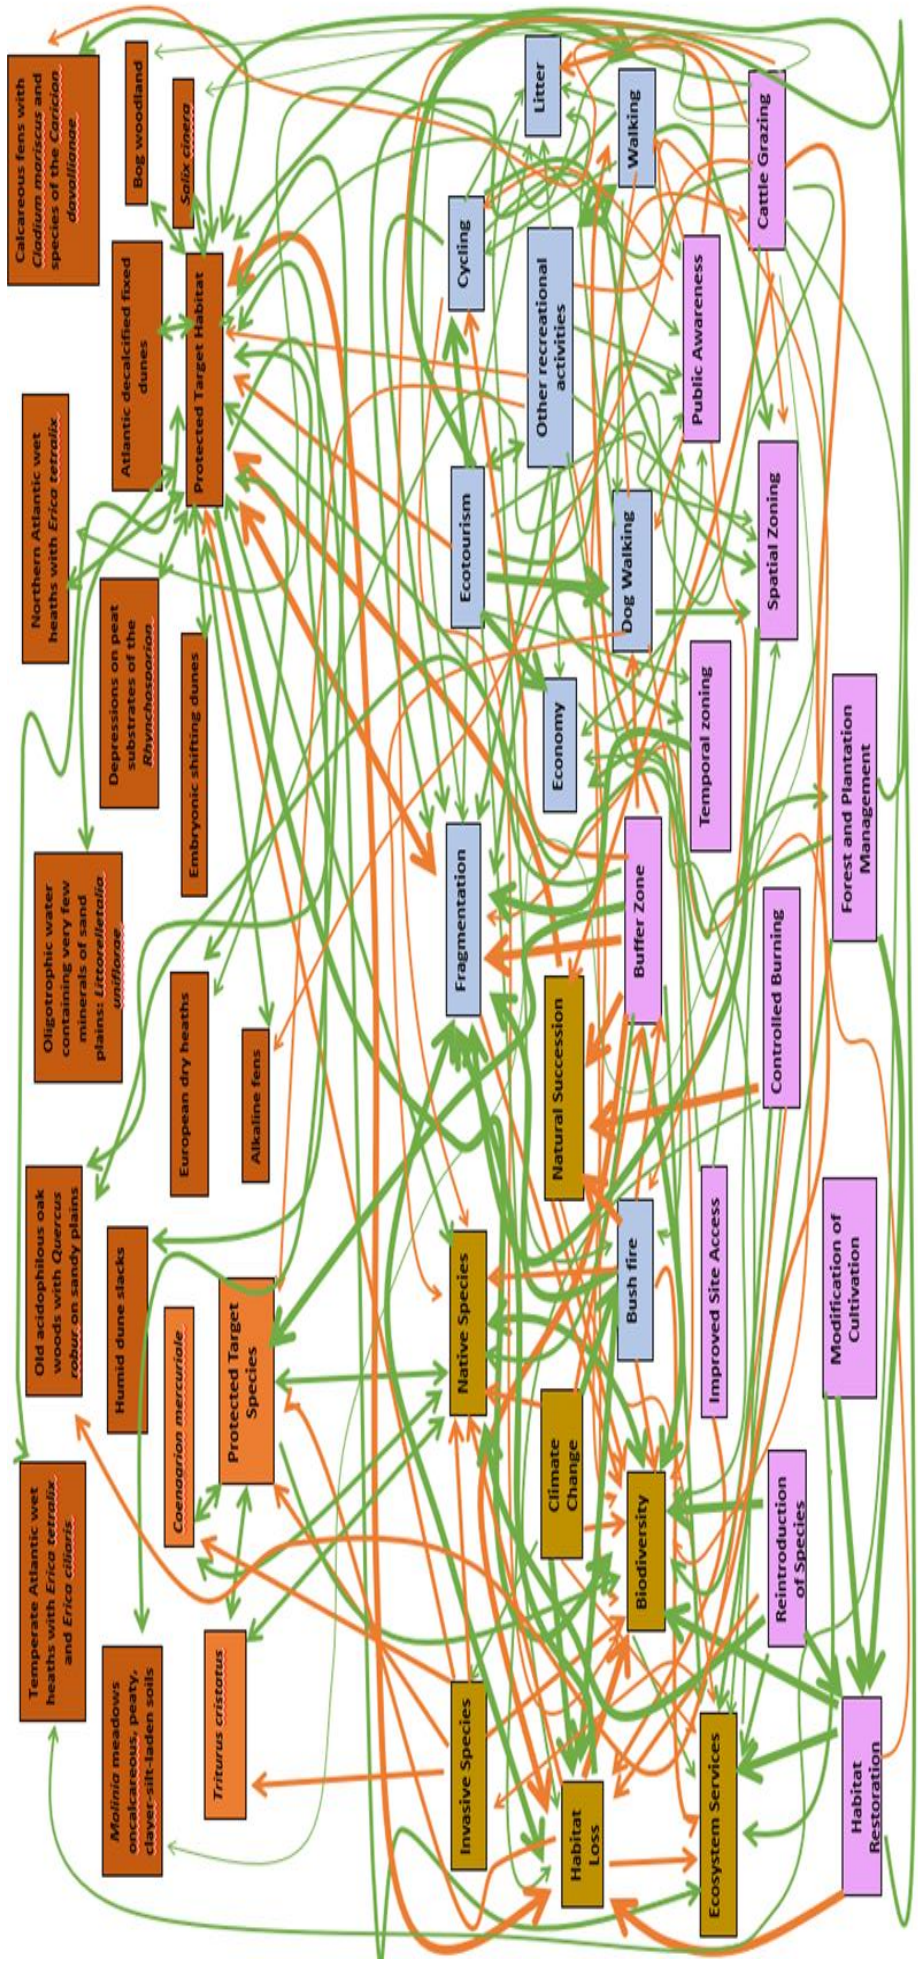 Temperate Atlantic wet
heaths with Erica tetralix
and Erica ciliaris
Old acidophilous oak
woods with Quercus
robur on sandy plains
Oligotrophic water
containing very few
minerals of sand
plains: Littorelletalia
uniflorae
Northern Atlantic wet
heaths with Erica tetralix
Calcareous fens with
Cladium mariscus and
species of the Caricion
davallianae
Molinia meadows
oncalcareous, peaty,
clayer-silt-laden soils
Humid dune slacks
Depressions on peat
substrates of the
Rhynchosporion
Atlantic decalcified fixed
dunes
Bog woodland
Coenagrion mercuriale
European dry heaths
Embryonic shifting dunes
Salix cinera
Triturus cristatus
Protected Target
Species
Alkaline fens
Protected Target Habitat
Invasive Species
Native Species
Fragmentation
Ecotourism
Cycling
Habitat
Loss
Climate
Change
Natural Succession
Economy
Other recreational
activities
Litter
Biodiversity
Bush fire
Buffer Zone
Dog Walking
Walking
Ecosystem Services
Improved Site Access
Temporal zoning
Public Awareness
Reintroduction
of Species
Controlled Burning
Spatial Zoning
Cattle Grazing
Habitat
Restoration
Modification of
Cultivation
Forest and Plantation
Management